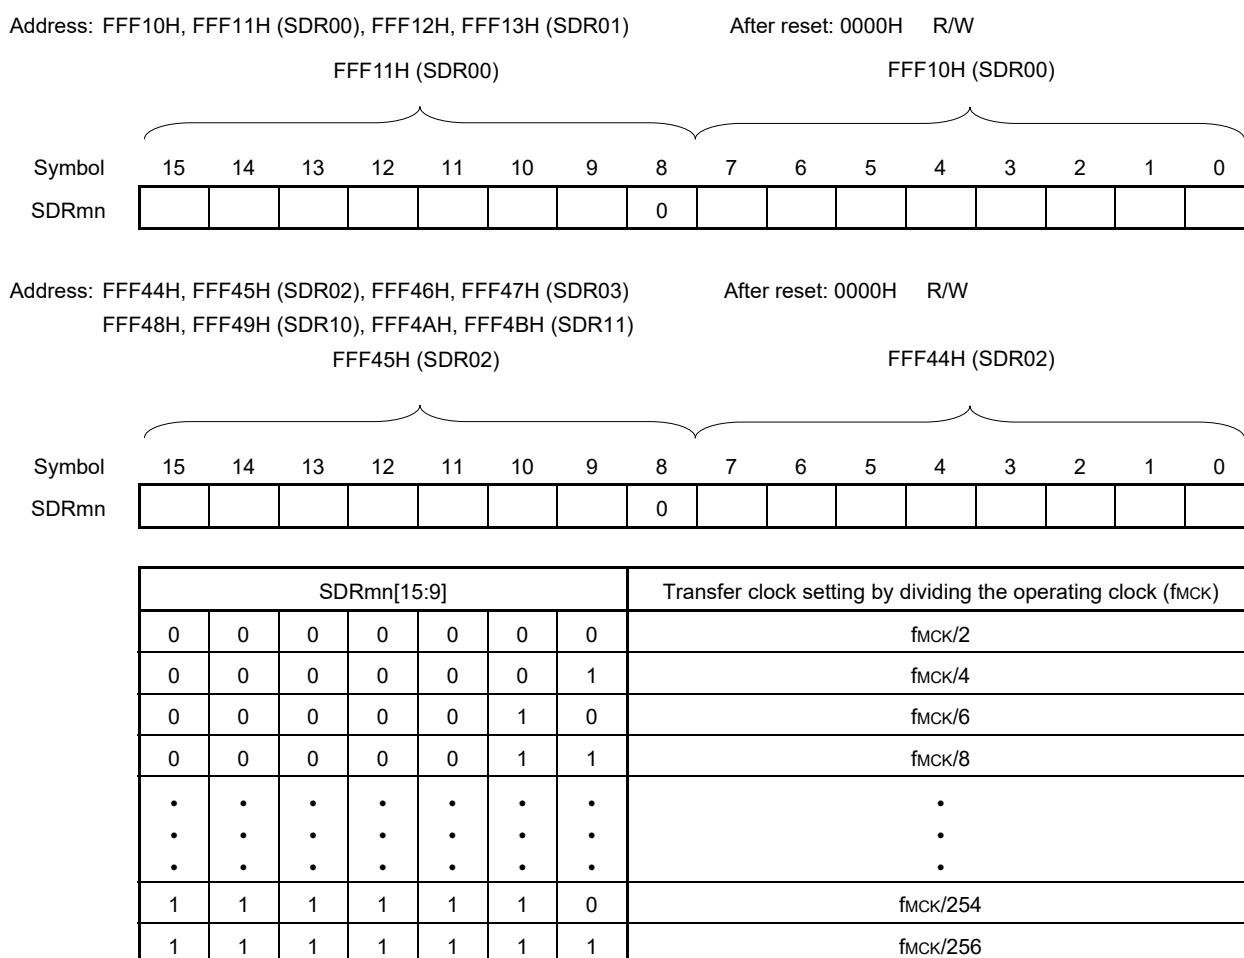 Address: FFF10H, FFF11H (SDR00), FFF12H, FFF13H (SDR01) After reset: 0000H R/W
FFF11H (SDR00) FFF10H (SDR00)
Symbol 15 14 13 12 11 10 9 8 7 6 5 4 3 2 1 0
SDRmn 0
Address: FFF44H, FFF45H (SDR02), FFF46H, FFF47H (SDR03) After reset: 0000H R/W
FFF48H, FFF49H (SDR10), FFF4AH, FFF4BH (SDR11)
FFF45H (SDR02) FFF44H (SDR02)
Symbol 15 14 13 12 11 10 9 8 7 6 5 4 3 2 1 0
SDRmn 0
SDRmn[15:9] Transfer clock setting by dividing the operating clock (fMCK)
0 0 0 0 0 0 0 fMCK/2
0 0 0 0 0 0 1 fMCK/4
0 0 0 0 0 1 0 fMCK/6
0 0 0 0 0 1 1 fMCK/8
• • • • • • • •
• • • • • • • •
• • • • • • • •
1 1 1 1 1 1 0 fMCK/254
1 1 1 1 1 1 1 fMCK/256